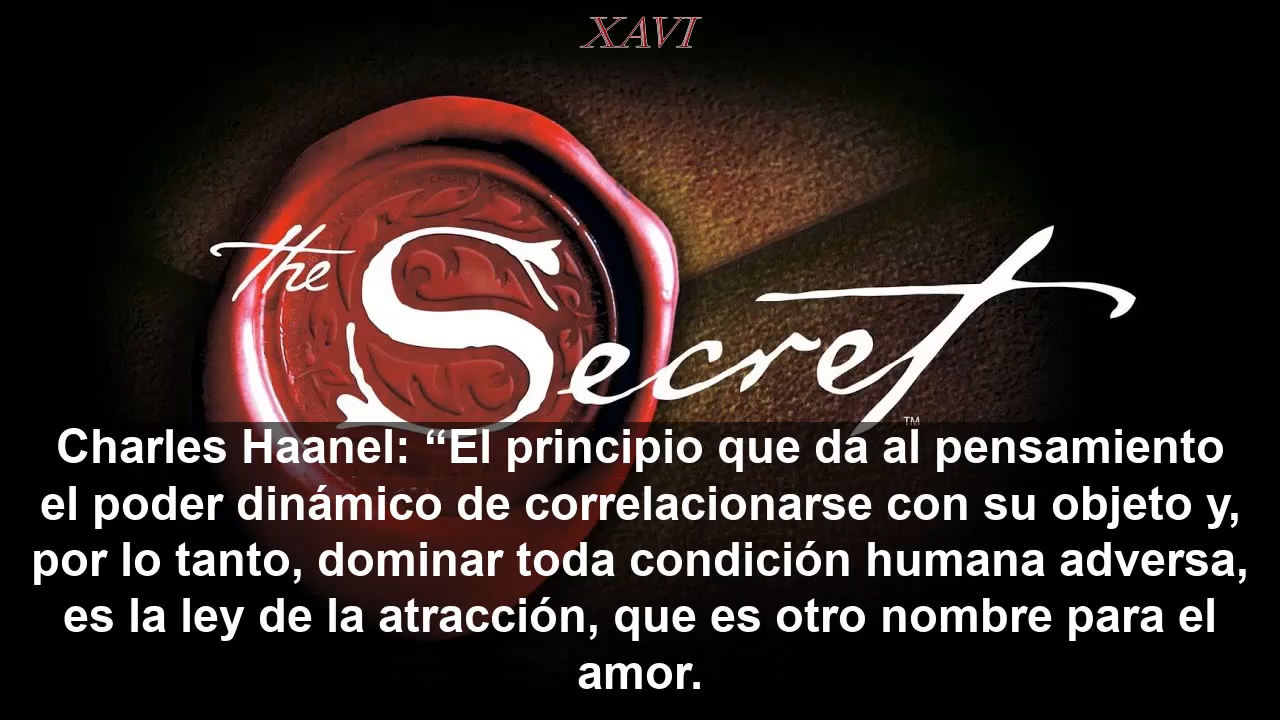 XAVI
the Secret
™
Charles Haanel: “El principio que da al pensamiento
el poder dinámico de correlacionarse con su objeto y,
por lo tanto, dominar toda condición humana adversa,
es la ley de la atracción, que es otro nombre para el
amor.